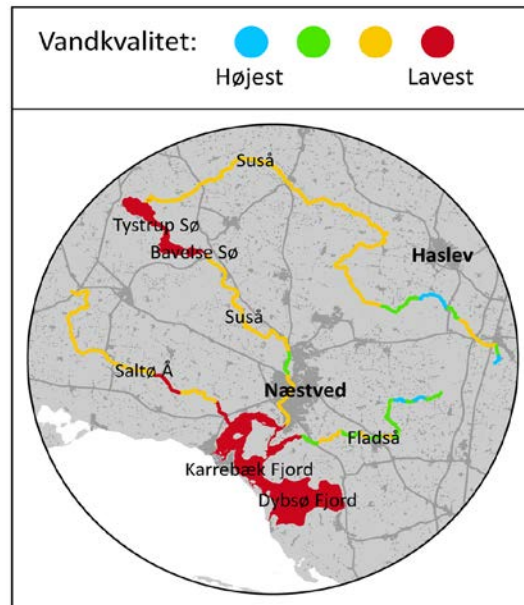 Vandkvalitet:
Højest Lavest
Suså
Tystrup Sø
Bavelse Sø
Haslev
Suså
Saltø Å
Næstved
Fladså
Karrebæk Fjord
Dybsø Fjord